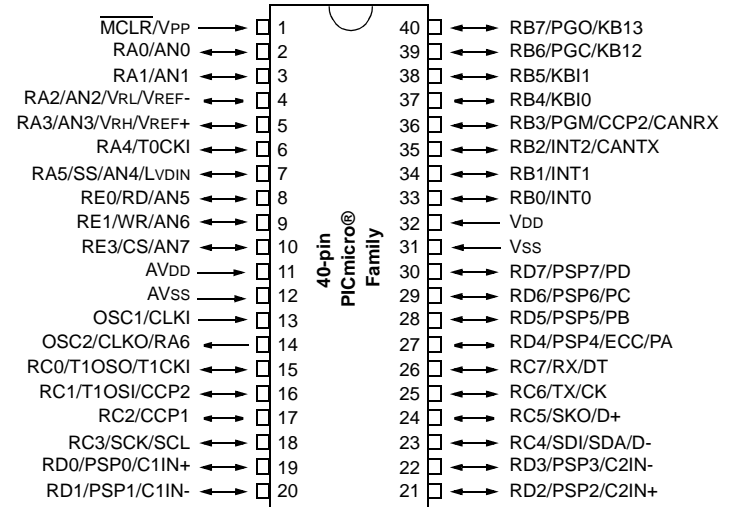 MCLR/VPP 1 40 RB7/PGO/KB13
RA0/AN0 2 39 RB6/PGC/KB12
RA1/AN1 3 38 RB5/KBI1
RA2/AN2/VRL/VREF- 4 37 RB4/KBI0
RA3/AN3/VRH/VREF+ 5 36 RB3/PGM/CCP2/CANRX
RA4/T0CKI 6 35 RB2/INT2/CANTX
RA5/SS/AN4/LVDIN 7 34 RB1/INT1
RE0/RD/AN5 8 33 RB0/INT0
RE1/WR/AN6 9 32 VDD
RE3/CS/AN7 10 31 VSS
AVDD 11 30 RD7/PSP7/PD
AVSS 12 29 RD6/PSP6/PC
OSC1/CLKI 13 28 RD5/PSP5/PB
OSC2/CLKO/RA6 14 27 RD4/PSP4/ECC/PA
RC0/T1OSO/T1CKI 15 26 RC7/RX/DT
RC1/T1OSI/CCP2 16 25 RC6/TX/CK
RC2/CCP1 17 24 RC5/SKO/D+
RC3/SCK/SCL 18 23 RC4/SDI/SDA/D-
RD0/PSP0/C1IN+ 19 22 RD3/PSP3/C2IN-
RD1/PSP1/C1IN- 20 21 RD2/PSP2/C2IN+
40-pin
PICmicro®
Family